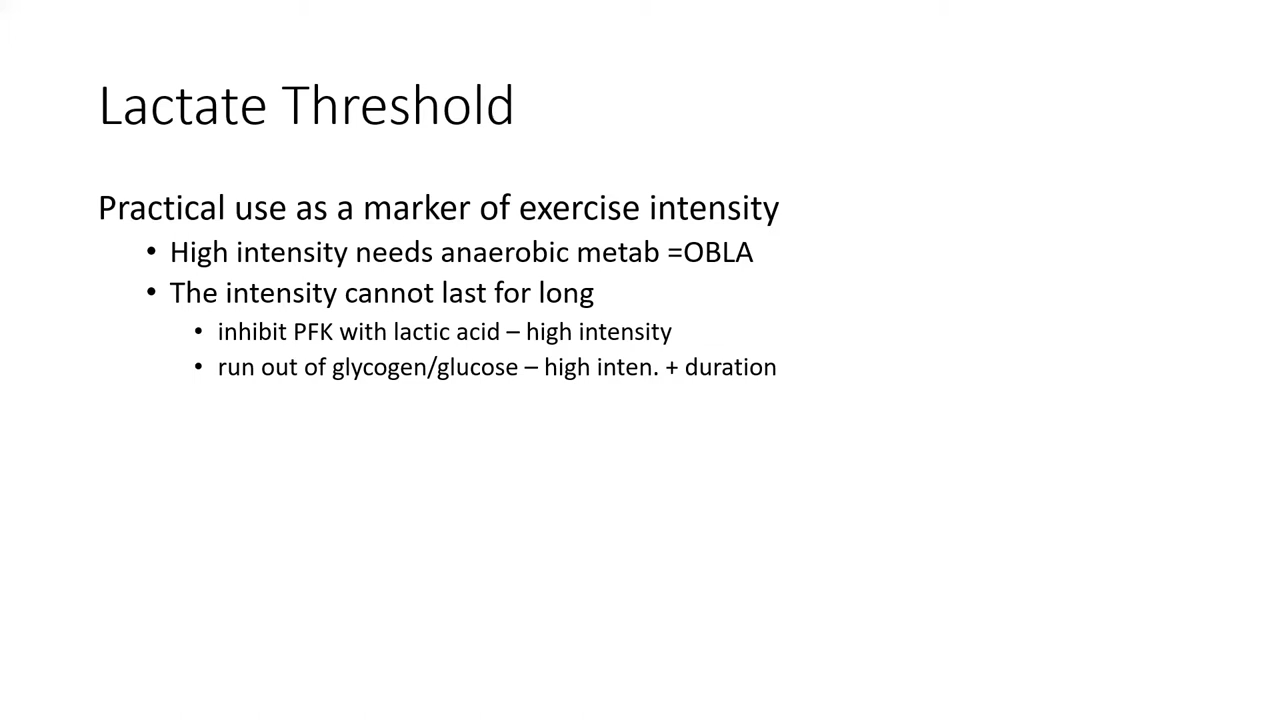 Lactate Threshold
Practical use as a marker of exercise intensity
• High intensity needs anaerobic metab =OBLA
• The intensity cannot last for long
• inhibit PFK with lactic acid – high intensity
• run out of glycogen/glucose – high inten. + duration